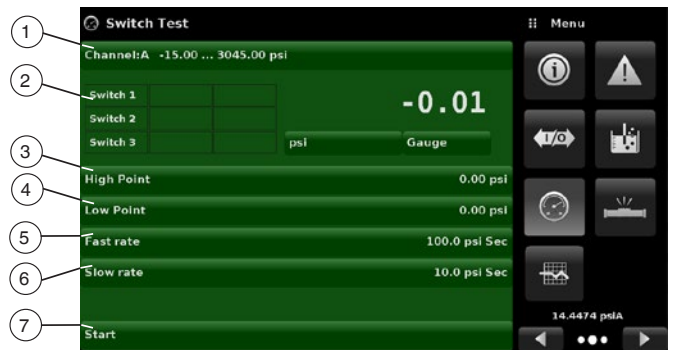 Switch Test
Menu
1
Channel:A -15.00 ... 3045.00 psi
2
Switch 1
-0.01
Switch 2
I/O
Switch 3
psi
Gauge
3
High Point
0.00 psi
4
Low Point
0.00 psi
5
Fast rate
100.0 psi Sec
6
Slow rate
10.0 psi Sec
14.4474 psiA
7
Start